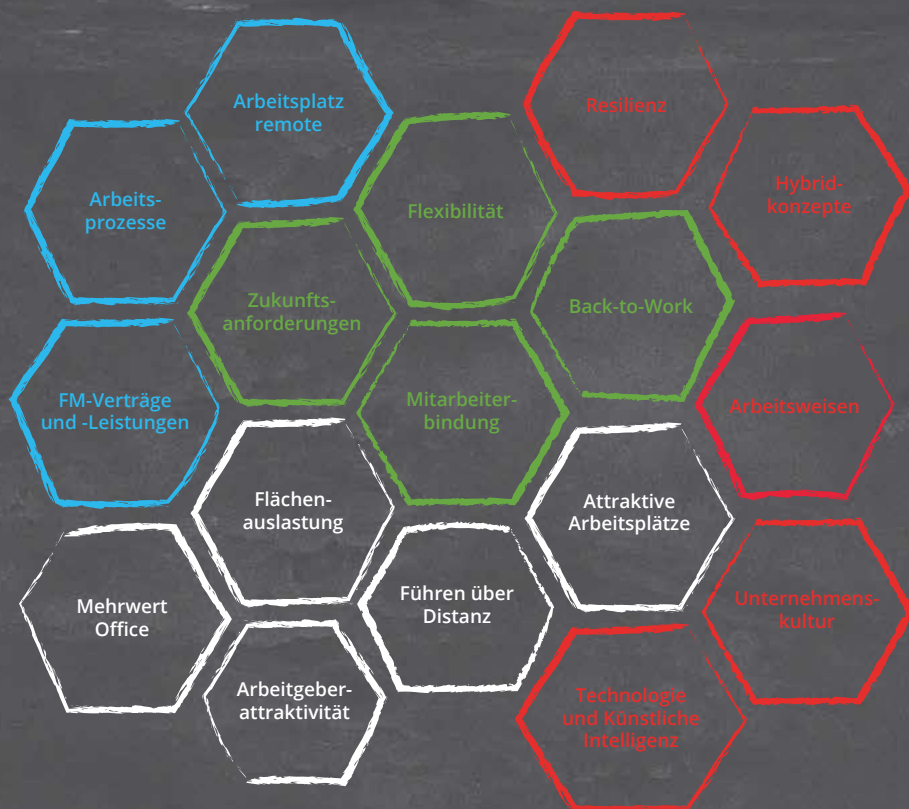 Arbeitsplatz
remote
Resilienz
Arbeits-
prozesse
Flexibilität
Hybrid-
konzepte
Zukunfts-
anforderungen
Back-to-Work
FM-Verträge
und -Leistungen
Mitarbeiter-
bindung
Arbeitsweisen
Flächen-
auslastung
Attraktive
Arbeitsplätze
Mehrwert
Office
Führen über
Distanz
Unternehmens-
kultur
Arbeitgeber-
attraktivität
Technologie
und Künstliche
Intelligenz